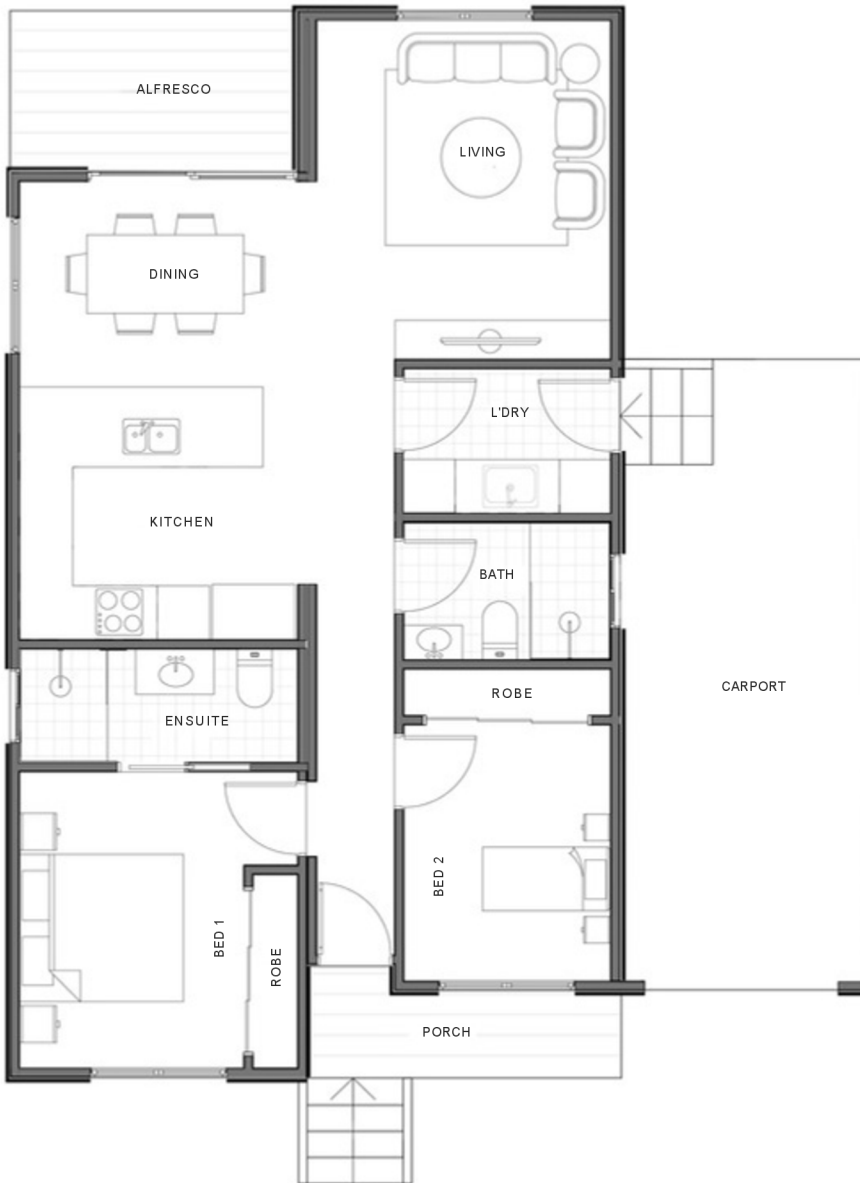 ALFRESCO
LIVING
DINING
L'DRY
KITCHEN
BATH
ROBE
CARPORT
ENSUITE
BED 2
BED 1
ROBE
PORCH